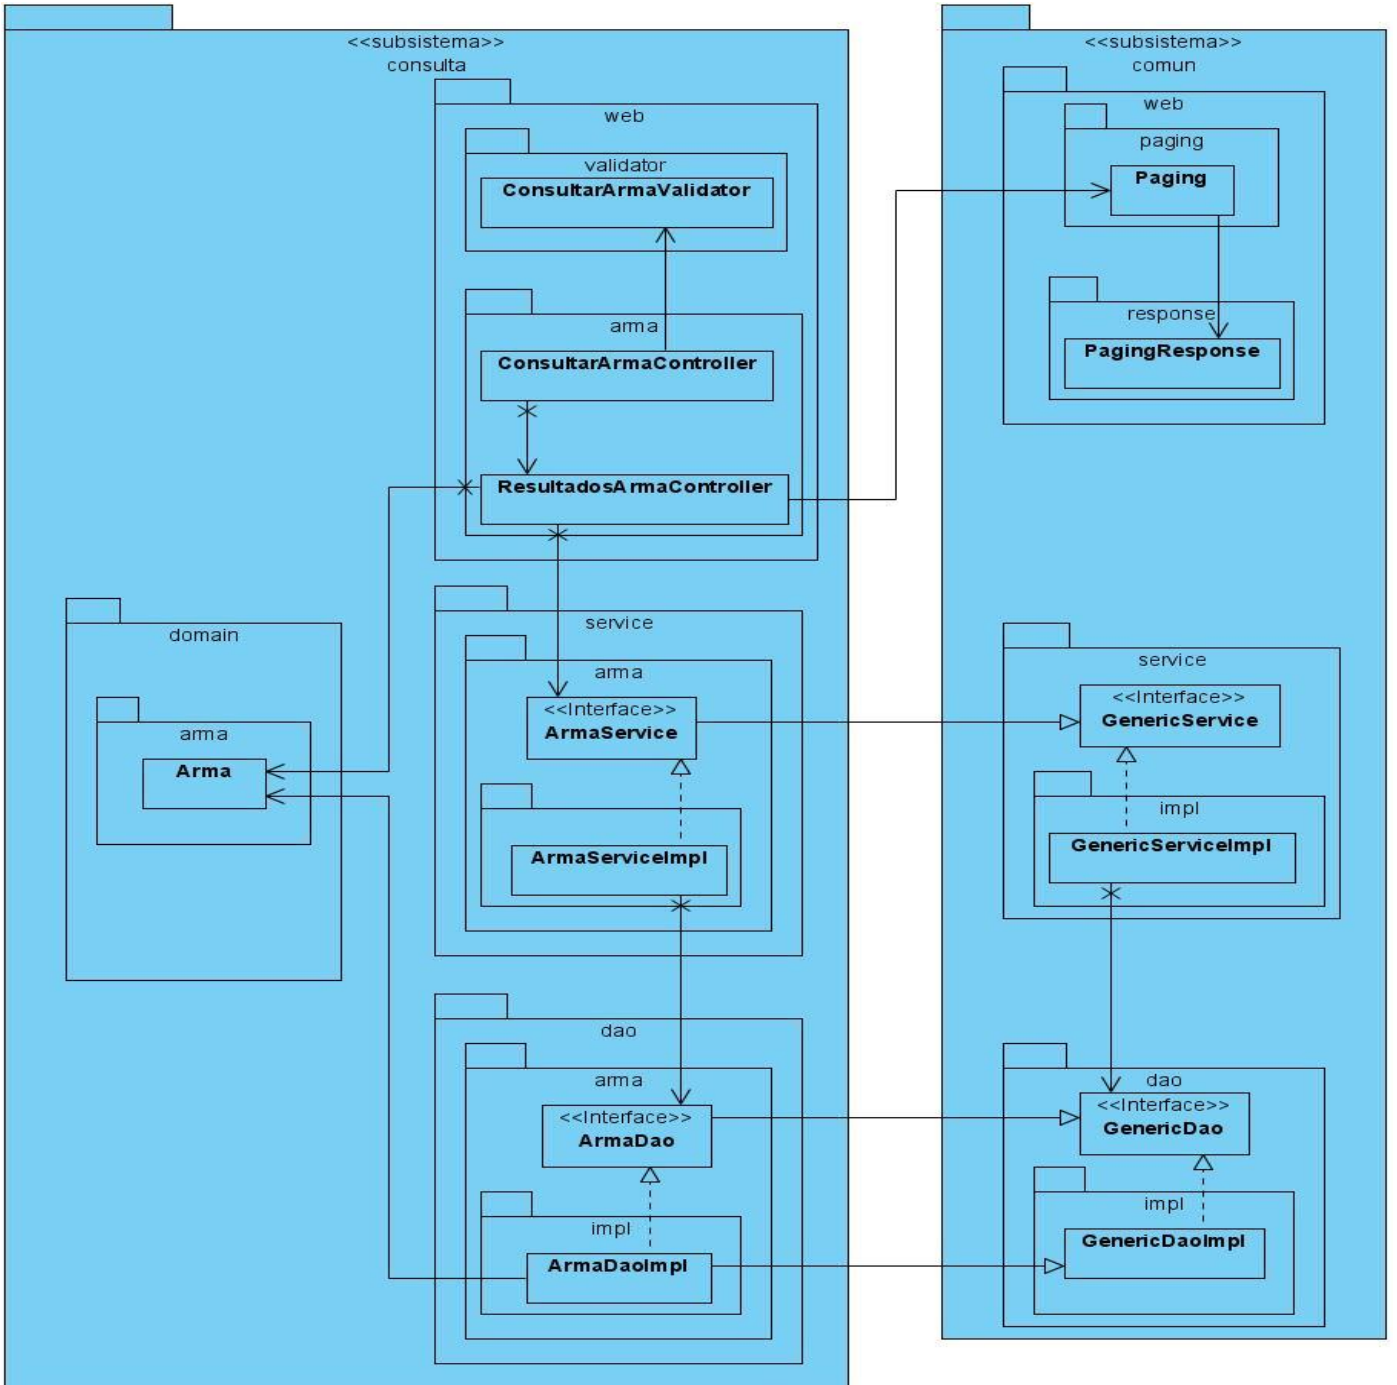 <<subsistema>>
consulta
web
validator
ConsultarArmaValidator
arma
ConsultarArmaController
ResultadosArmaController
domain
arma
Arma
service
arma
<<Interface>>
ArmaService
ArmaServiceImpl
dao
arma
<<Interface>>
ArmaDao
impl
ArmaDaoImpl
<<subsistema>>
comun
web
paging
Paging
response
PagingResponse
service
<<Interface>>
GenericService
impl
GenericServiceImpl
dao
<<Interface>>
GenericDao
impl
GenericDaoImpl